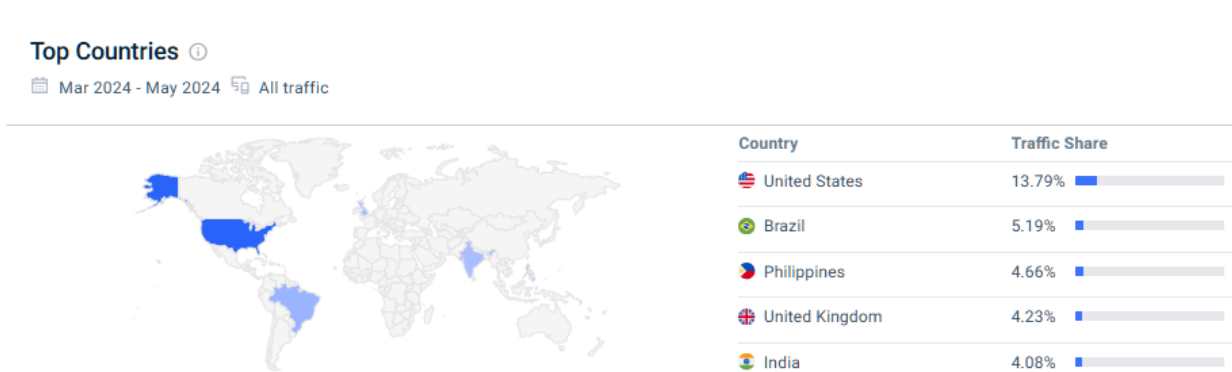 Top Countries
Mar 2024 - May 2024 All traffic
Country Traffic Share
United States 13.79%
Brazil 5.19%
Philippines 4.66%
United Kingdom 4.23%
India 4.08%